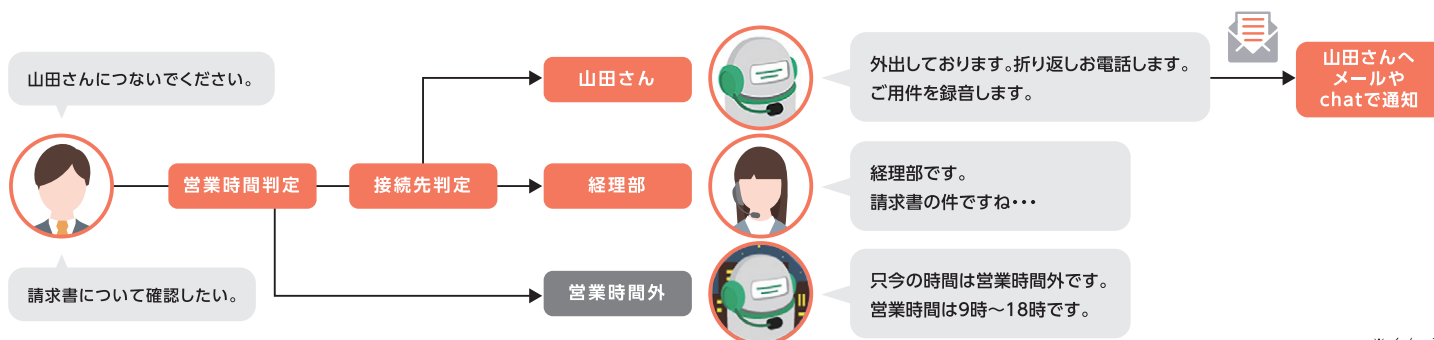 山田さんにつないでください。
請求書について確認したい。
営業時間判定
接続先判定
山田さん
外出しております。折り返しお電話します。
ご用件を録音します。
山田さんへ
メールや
chatで通知
経理部
経理部です。
請求書の件ですね・・・
営業時間外
只今の時間は営業時間外です。
営業時間は9時〜18時です。